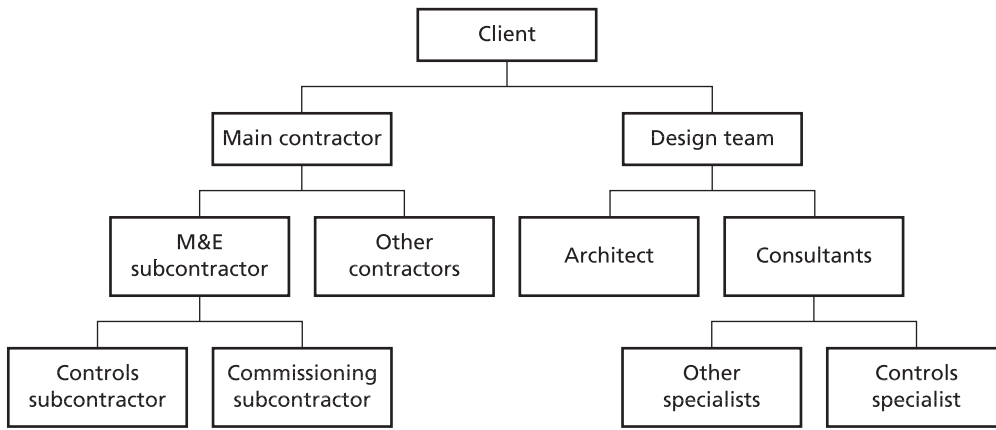 Client
Main contractor
Design team
M&E
subcontractor
Other
contractors
Architect
Consultants
Controls
subcontractor
Commissioning
subcontractor
Other
specialists
Controls
specialist